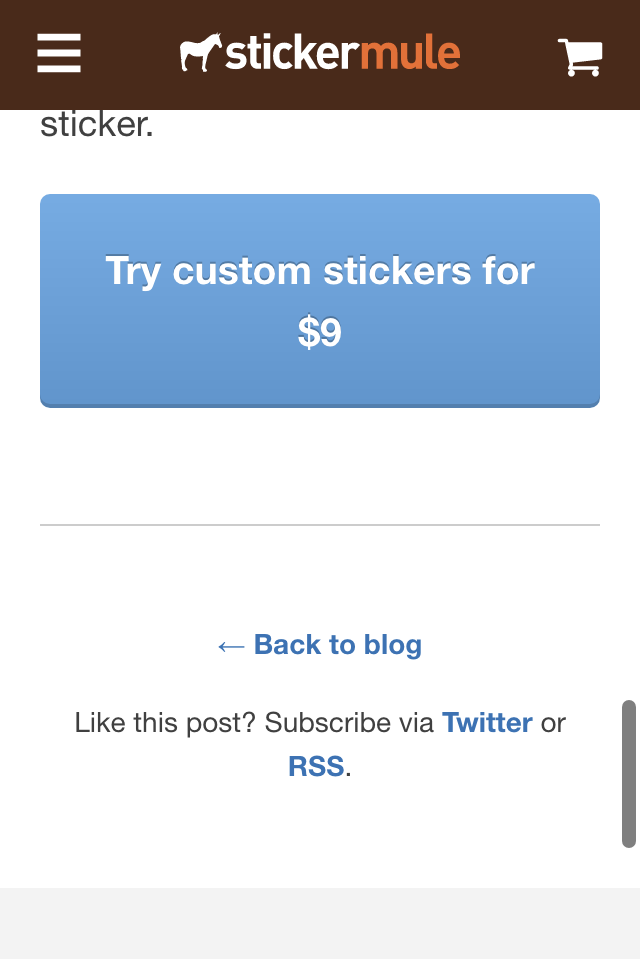 stickermule
sticker.
Try custom stickers for
$9
← Back to blog
Like this post? Subscribe via Twitter or
RSS.